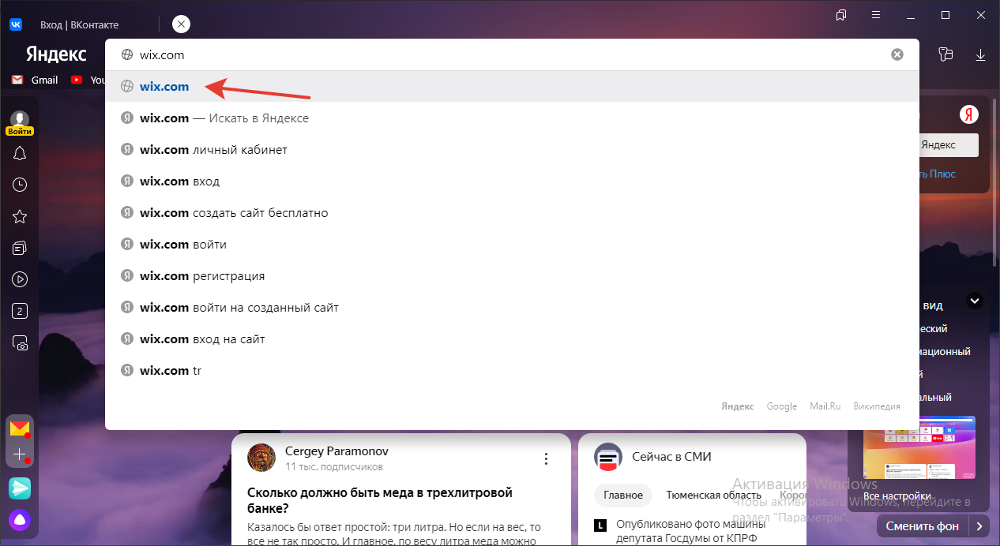 Вход | ВКонтакте
Яндекс
wix.com
Gmail
You
wix.com
wix.com — Искать в Яндексе
wix.com личный кабинет
wix.com вход
wix.com создать сайт бесплатно
wix.com войти
wix.com регистрация
wix.com войти на созданный сайт
wix.com вход на сайт
wix.com tr
Яндекс Google Mail.Ru Википедия
Войти
2
Я
Яндекс
ть Плюс
вид
еский
мационный
й
альный
Все настройки
Сменить фон
Сергey Paramonov
11 тыс. подписчиков
Сколько должно быть меда в трехлитровой
банке?
Казалось бы ответ простой: три литра. Но если на вес, то
все не так просто. И главное, по весу литра меда можно
Сейчас в СМИ
Главное Тюменская область Корон
Опубликовано фото машины
депутата Госдумы от КПРФ
Активация Windows
Чтобы активировать Windows, перейдите в
раздел "Параметры".